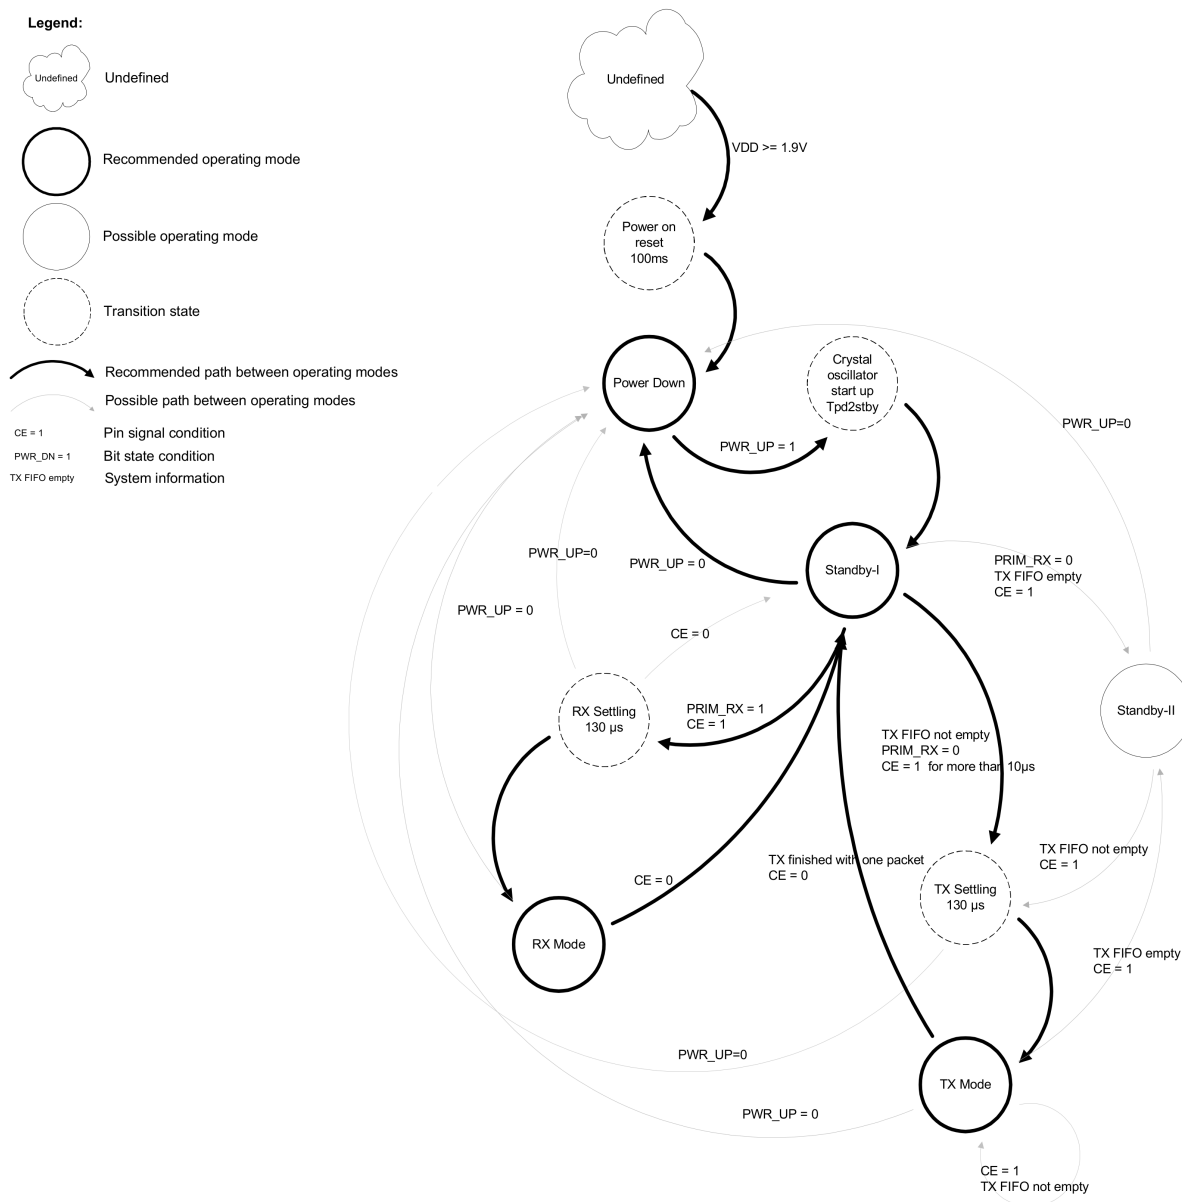 Legend:
Undefined
Undefined
Recommended operating mode
Possible operating mode
Transition state
Recommended path between operating modes
Possible path between operating modes
CE = 1
Pin signal condition
PWR_DN = 1
Bit state condition
TX FIFO empty
System information
Undefined
VDD >= 1.9V
Power on
reset
100ms
Power Down
Crystal
oscillator
start up
Tpd2stby
PWR_UP=0
PWR_UP = 1
PWR_UP=0
PWR_UP = 0
Standby-I
PRIM_RX = 0
TX FIFO empty
CE = 1
PWR_UP = 0
CE = 0
RX Settling
130 µs
PRIM_RX = 1
CE = 1
Standby-II
TX FIFO not empty
PRIM_RX = 0
CE = 1 for more than 10µs
TX FIFO not empty
CE = 1
TX finished with one packet
CE = 0
CE = 0
TX Settling
130 µs
RX Mode
TX FIFO empty
CE = 1
PWR_UP=0
TX Mode
PWR_UP = 0
CE = 1
TX FIFO not empty